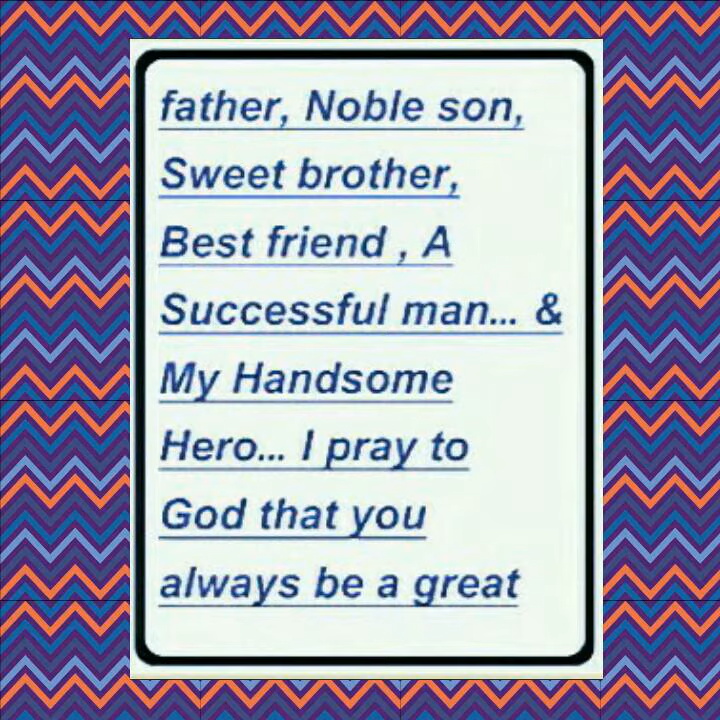 father, Noble son,
Sweet brother,
Best friend , A
Successful man... &
My Handsome
Hero... I pray to
God that you
always be a great